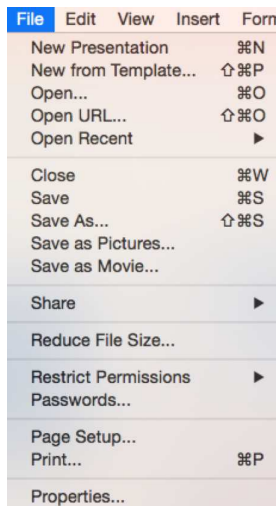 File Edit View Insert Forn
New Presentation ⌘N
New from Template... ⇧⌘P
Open... ⌘O
Open URL... ⇧⌘O
Open Recent ▶
Close ⌘W
Save ⌘S
Save As... ⇧⌘S
Save as Pictures...
Save as Movie...
Share ▶
Reduce File Size...
Restrict Permissions ▶
Passwords...
Page Setup...
Print... ⌘P
Properties...